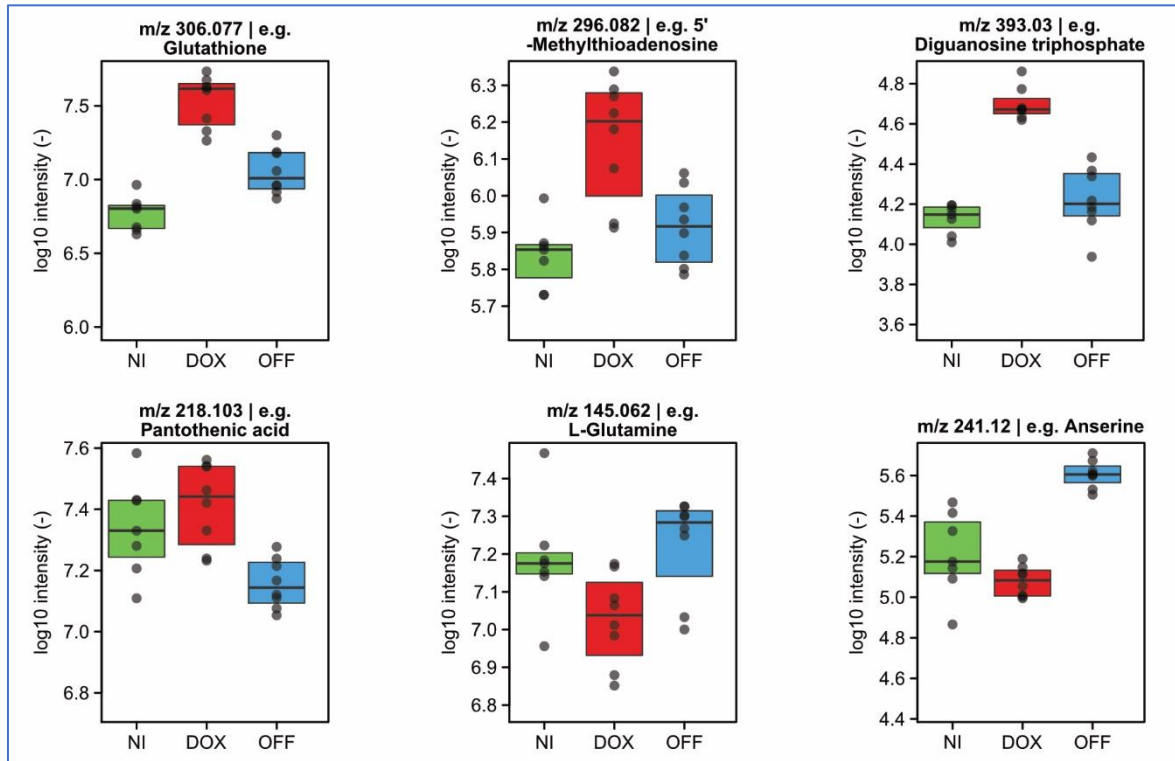 m/z 306.077 | e.g.
Glutathione
log10 intensity (-)
7.5
7.0
6.5
6.0
NI DOX OFF
m/z 296.082 | e.g. 5'
-Methylthioadenosine
log10 intensity (-)
6.3
6.2
6.1
5.9
5.8
5.7
NI DOX OFF
m/z 393.03 | e.g.
Diguanosine triphosphate
log10 intensity (-)
4.8
4.6
4.4
4.2
4.0
3.8
3.6
NI DOX OFF
m/z 218.103 | e.g.
Pantothenic acid
log10 intensity (-)
7.6
7.4
7.2
7.0
6.8
NI DOX OFF
m/z 145.062 | e.g.
L-Glutamine
log10 intensity (-)
7.4
7.3
7.2
7.1
7.0
6.9
6.8
NI DOX OFF
m/z 241.12 | e.g. Anserine
log10 intensity (-)
5.6
5.4
5.2
5.0
4.8
4.6
4.4
NI DOX OFF